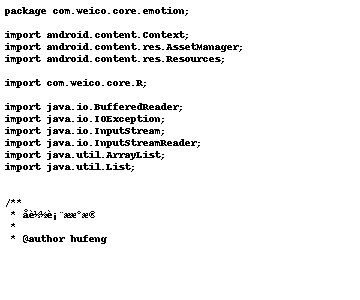 package com.weico.core.emotion;
import android.content.Context;
import android.content.res.AssetManager;
import android.content.res.Resources;
import com.weico.core.R;
import java.io.BufferedReader;
import java.io.IOException;
import java.io.InputStream;
import java.io.InputStreamReader;
import java.util.ArrayList;
import java.util.List;
/**
 *
 *
 * @author hufeng